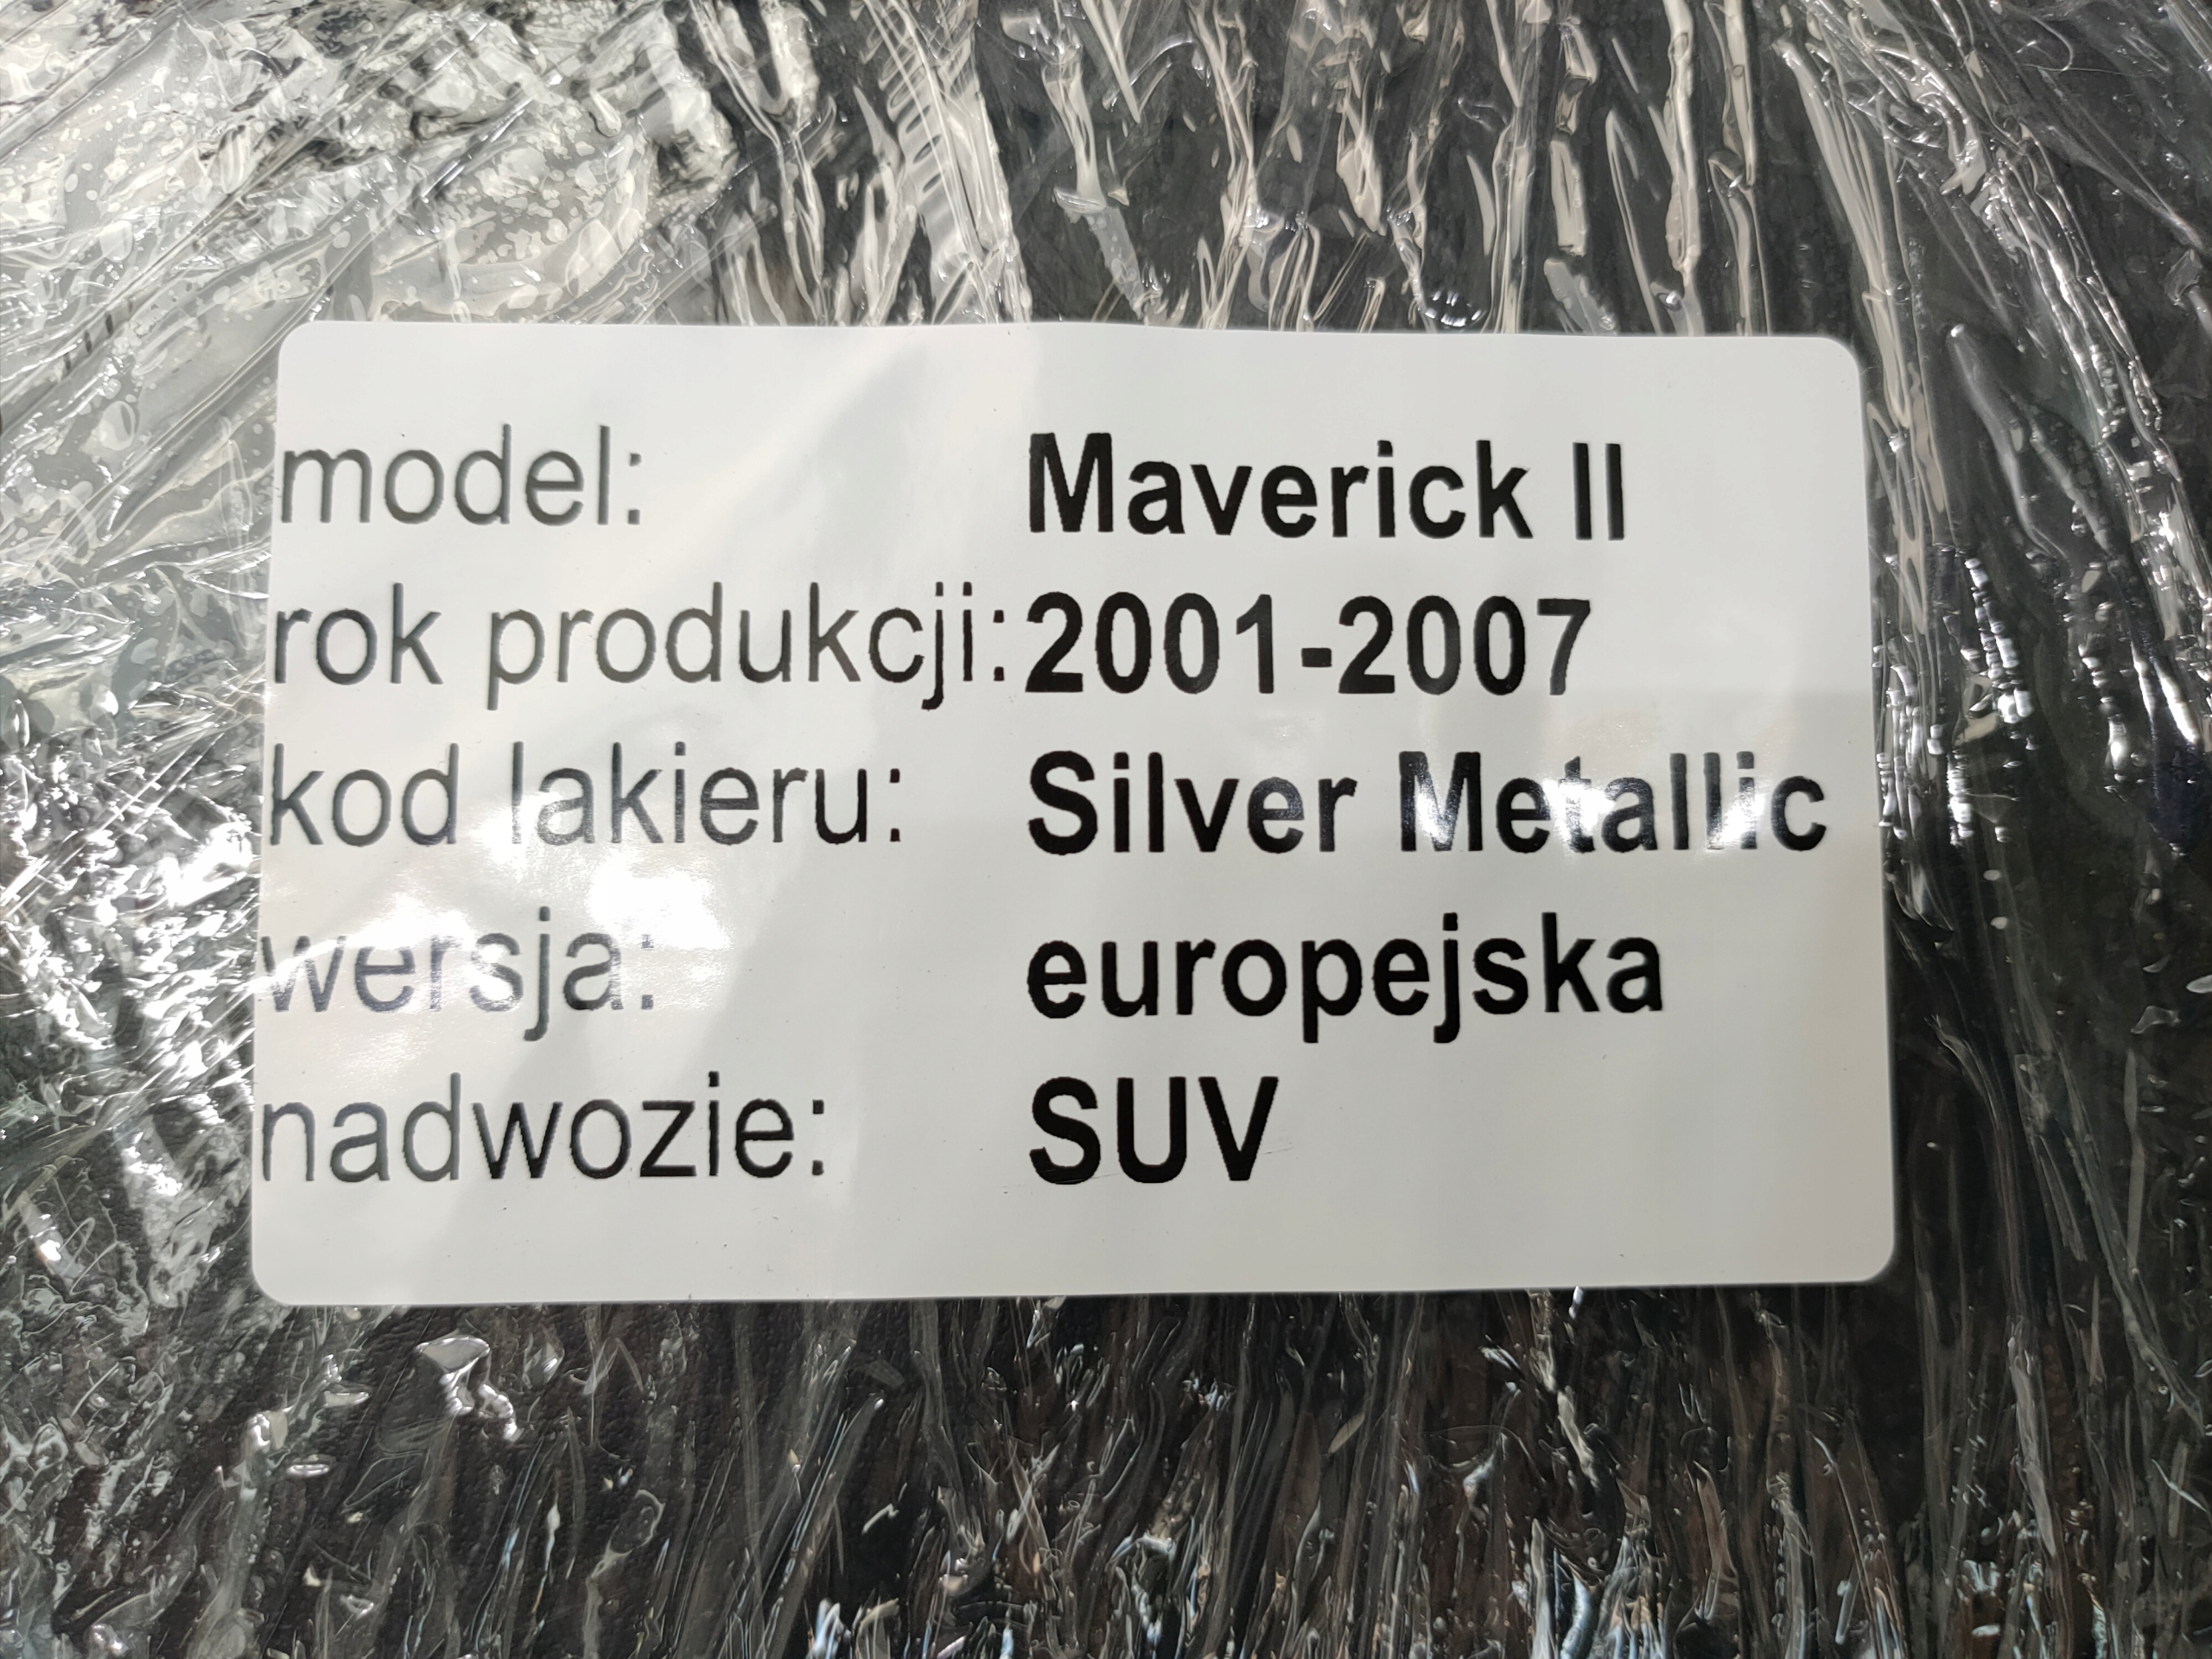 model: Maverick II
rok produkcji: 2001-2007
kod lakieru: Silver Metallic
wersja: europejska
nadwozie: SUV